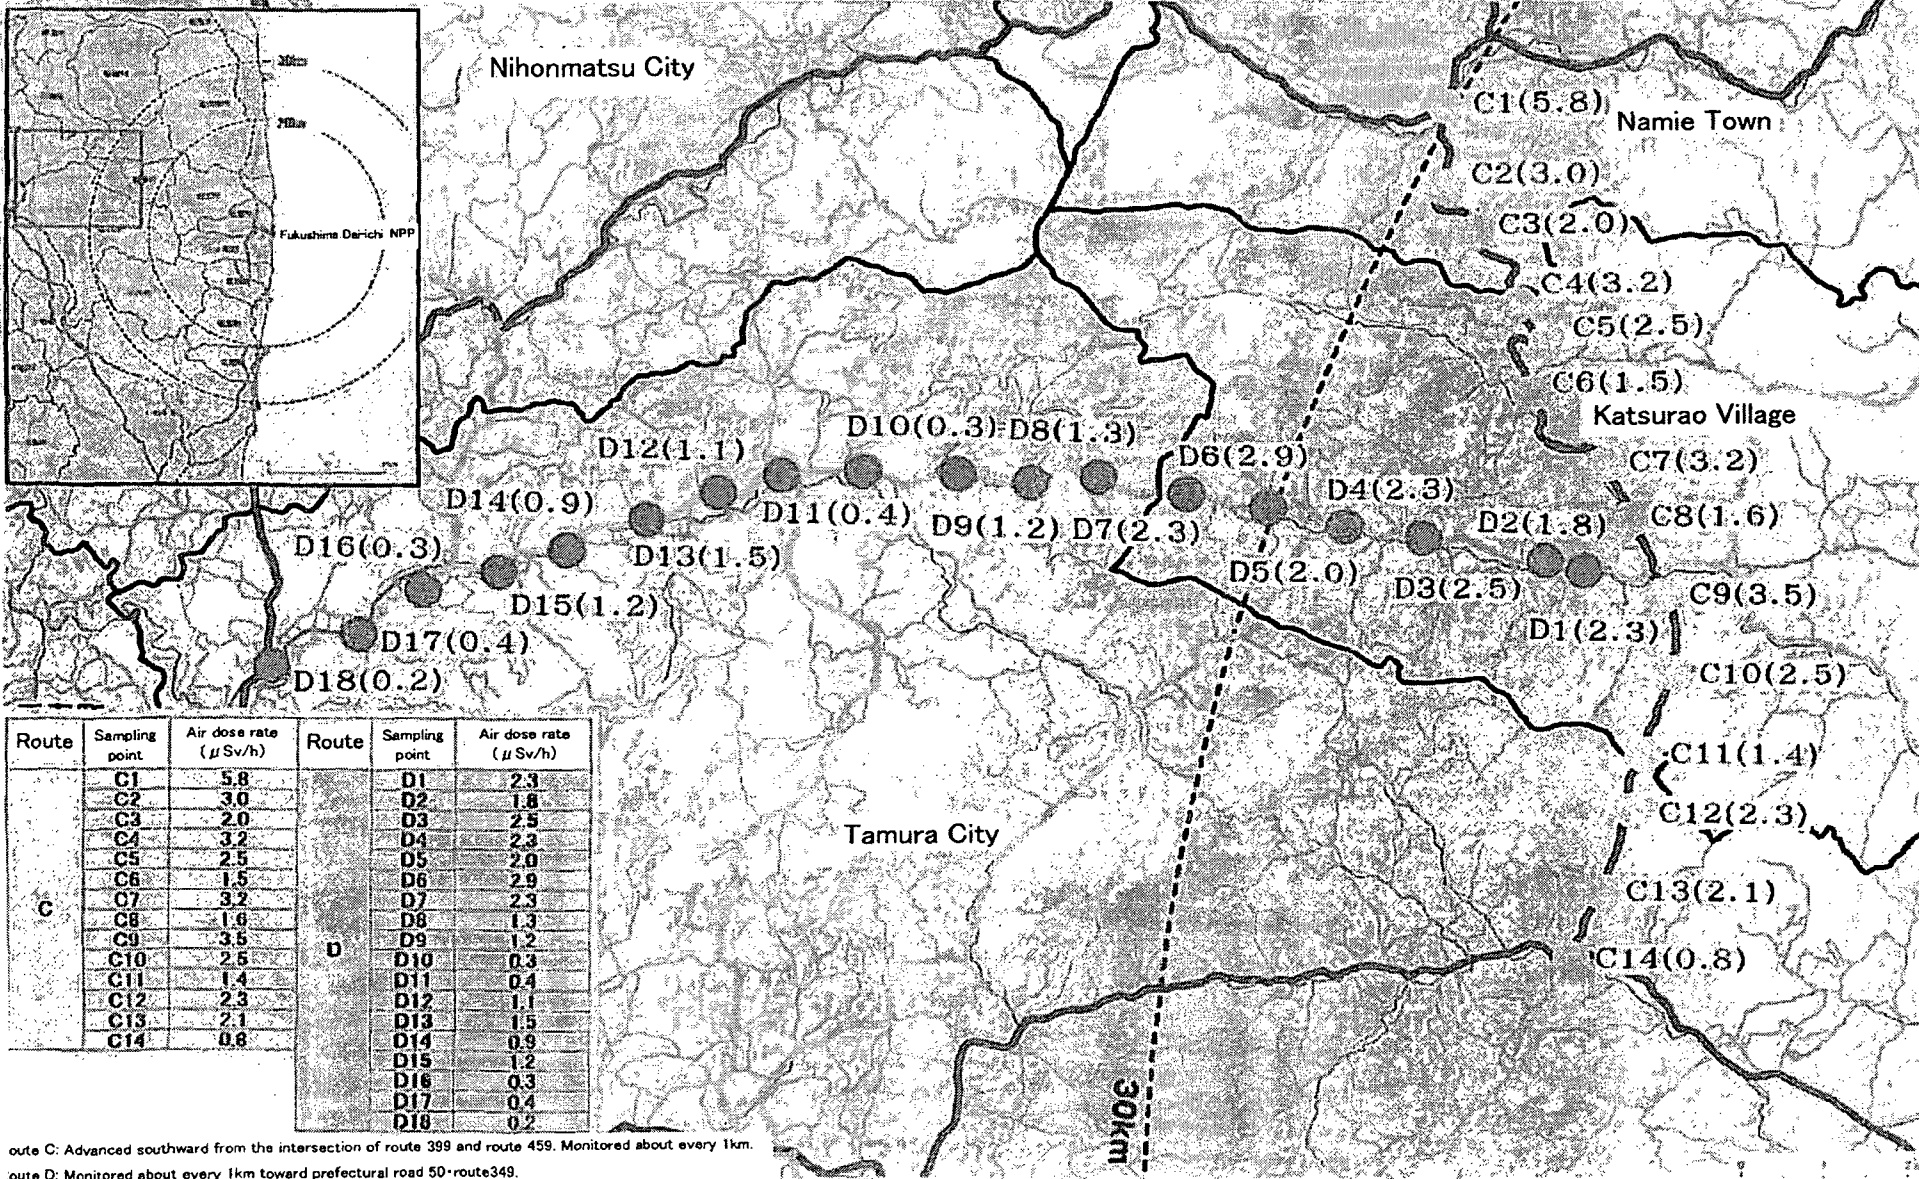 Nihonmatsu City
C1(5.8)
Namie Town
C2(3.0)
C3(2.0)
Fukushima Dai-ichi NPP
C4(3.2)
C5(2.5)
C6(1.5)
Katsurao Village
D12(1.1)
D10(0.3)
D8(1.3)
D6(2.9)
C7(3.2)
D14(0.9)
D11(0.4)
D9(1.2)
D7(2.3)
D4(2.3)
D2(1.8)
C8(1.6)
D16(0.3)
D13(1.5)
D5(2.0)
D3(2.5)
C9(3.5)
D15(1.2)
D1(2.3)
D17(0.4)
D18(0.2)
C10(2.5)
C11(1.4)
C12(2.3)
Tamura City
C13(2.1)
C14(0.8)
30km
Route Sampling point Air dose rate (μSv/h) Route Sampling point Air dose rate (μSv/h)
C1 5.8 D1 2.3
C2 3.0 D2 1.8
C3 2.0 D3 2.5
C4 3.2 D4 2.3
C5 2.5 D5 2.0
C6 1.5 D6 2.9
C7 3.2 D7 2.3
C C8 1.6 D8 1.3
C9 3.5 D9 1.2
C10 2.5 D D10 0.3
C11 1.4 D11 0.4
C12 2.3 D12 1.1
C13 2.1 D13 1.5
C14 0.8 D14 0.9
D15 1.2
D16 0.3
D17 0.4
D18 0.2
oute C: Advanced southward from the intersection of route 399 and route 459. Monitored about every 1km.
oute D: Monitored about every 1km toward prefectural road 50・route349.